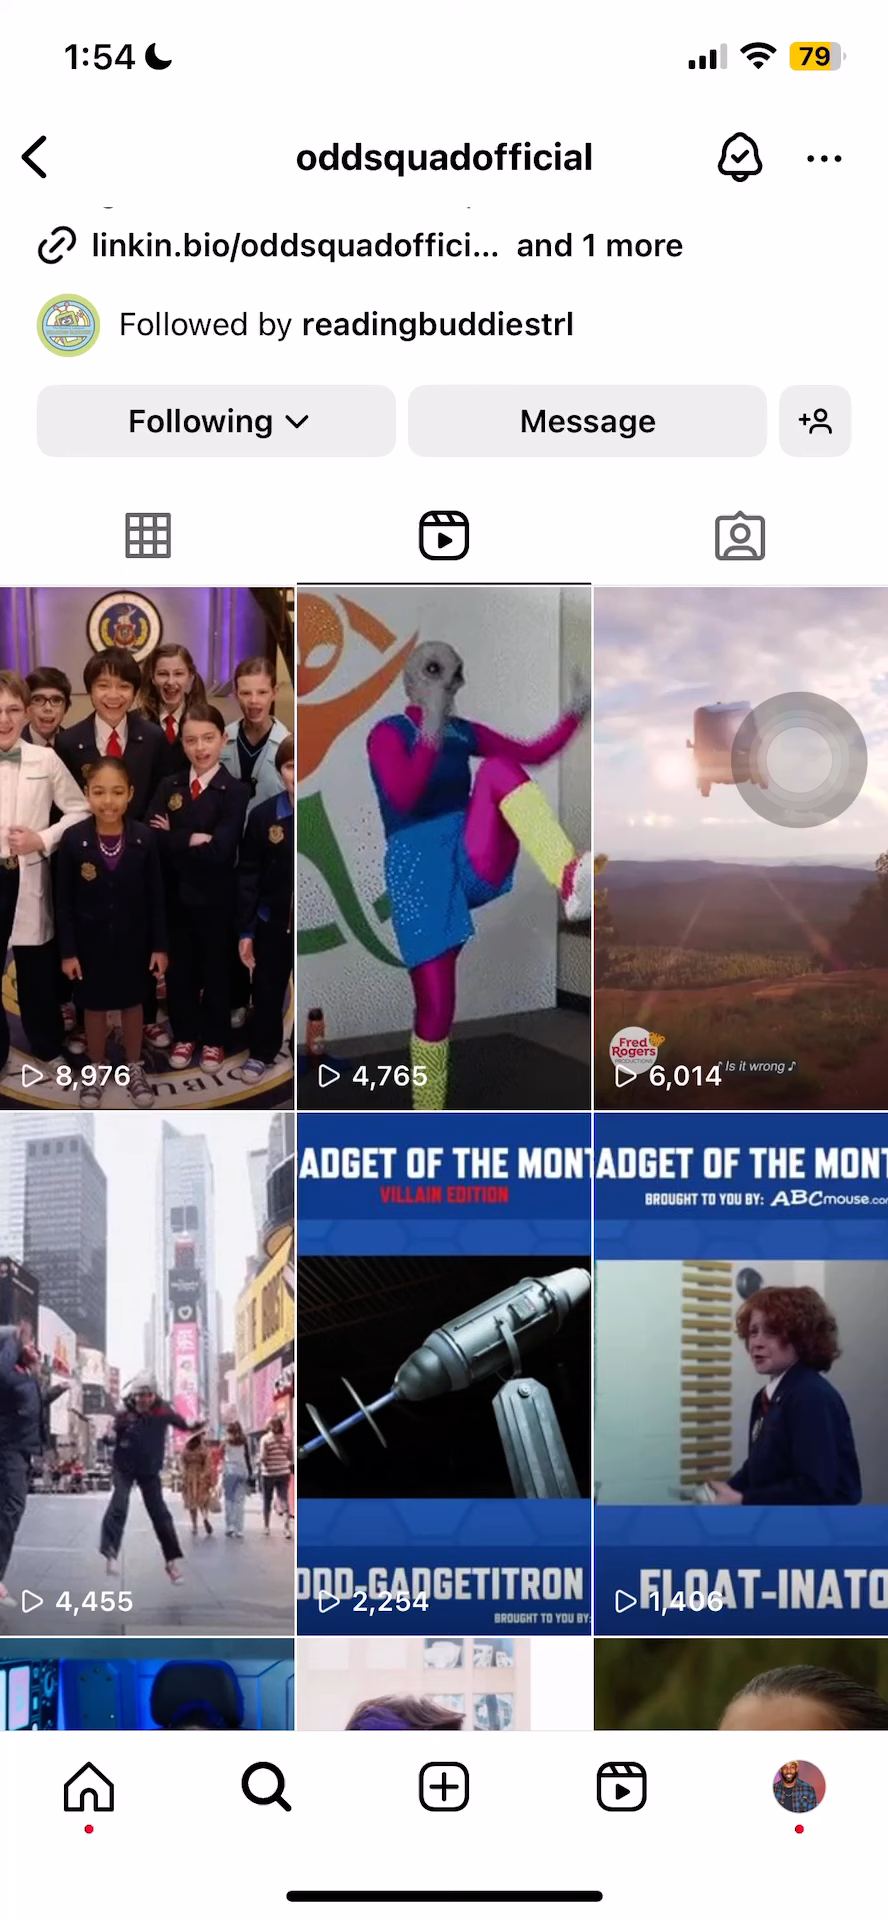 1:54
79
oddsquadofficial
linkin.bio/oddsquadoffici... and 1 more
Followed by readingbuddiestrl
Following
Message
8,976
4,765
Fred
Rogers
PRODUCTIONS
♪ Is it wrong ♪
6,014
4,455
ADGET OF THE MONT
VILLAIN EDITION
ODD-GADGETITRON
2,254
BROUGHT TO YOU BY:
ADGET OF THE MONT
BROUGHT TO YOU BY: ABCmouse.co
FLOAT-INATO
1,406